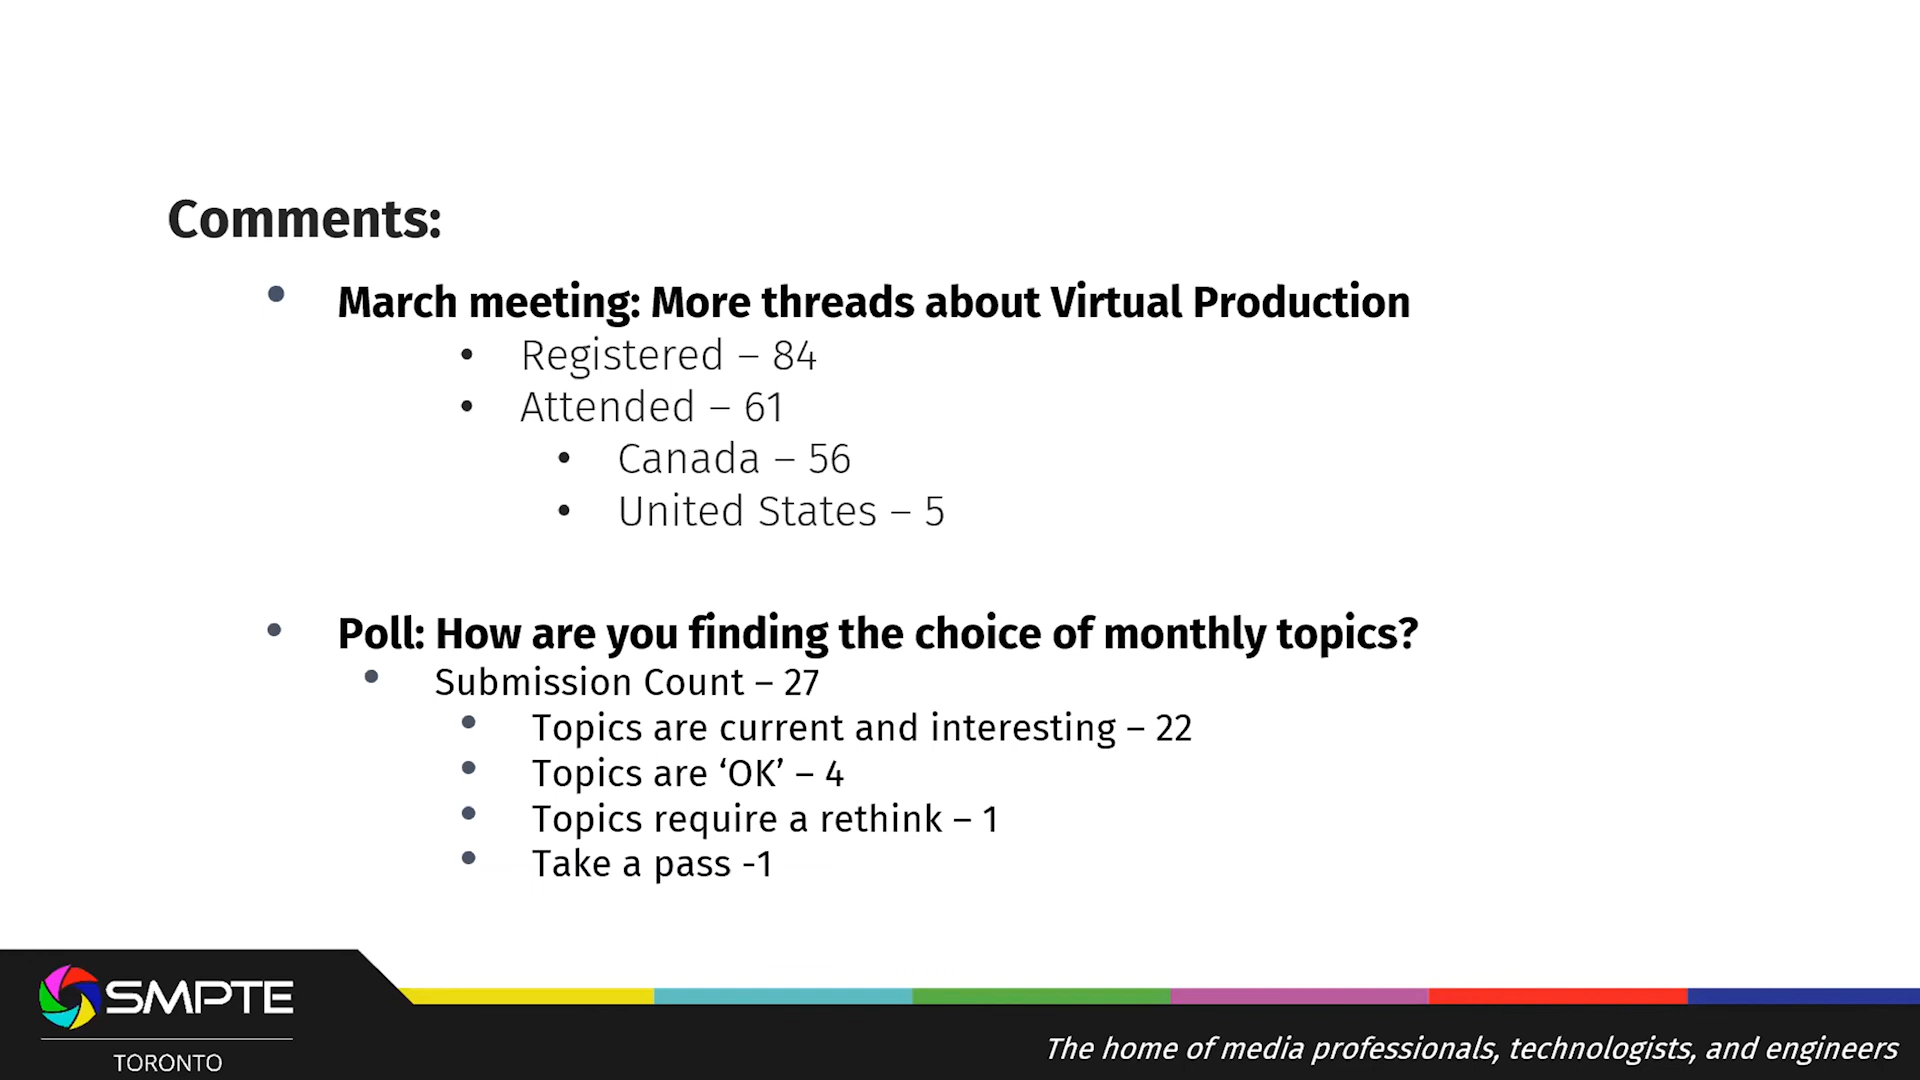 Comments:
• March meeting: More threads about Virtual Production
• Registered – 84
• Attended – 61
• Canada – 56
• United States – 5
• Poll: How are you finding the choice of monthly topics?
• Submission Count – 27
• Topics are current and interesting – 22
• Topics are ‘OK’ – 4
• Topics require a rethink – 1
• Take a pass -1
SMPTE
TORONTO
The home of media professionals, technologists, and engineers